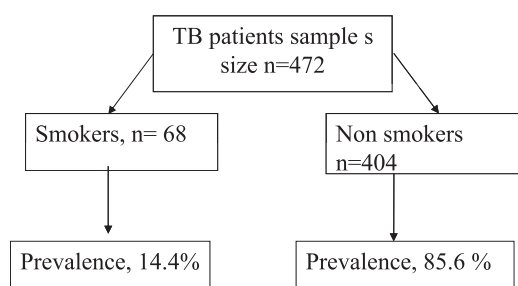 TB patients sample s
size n=472
Smokers, n= 68
Non smokers
n=404
Prevalence, 14.4%
Prevalence, 85.6 %